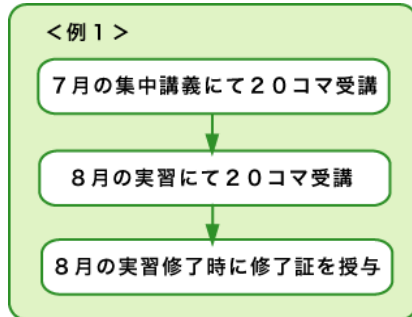 ＜例１＞
７月の集中講義にて２０コマ受講
８月の実習にて２０コマ受講
８月の実習修了時に修了証を授与